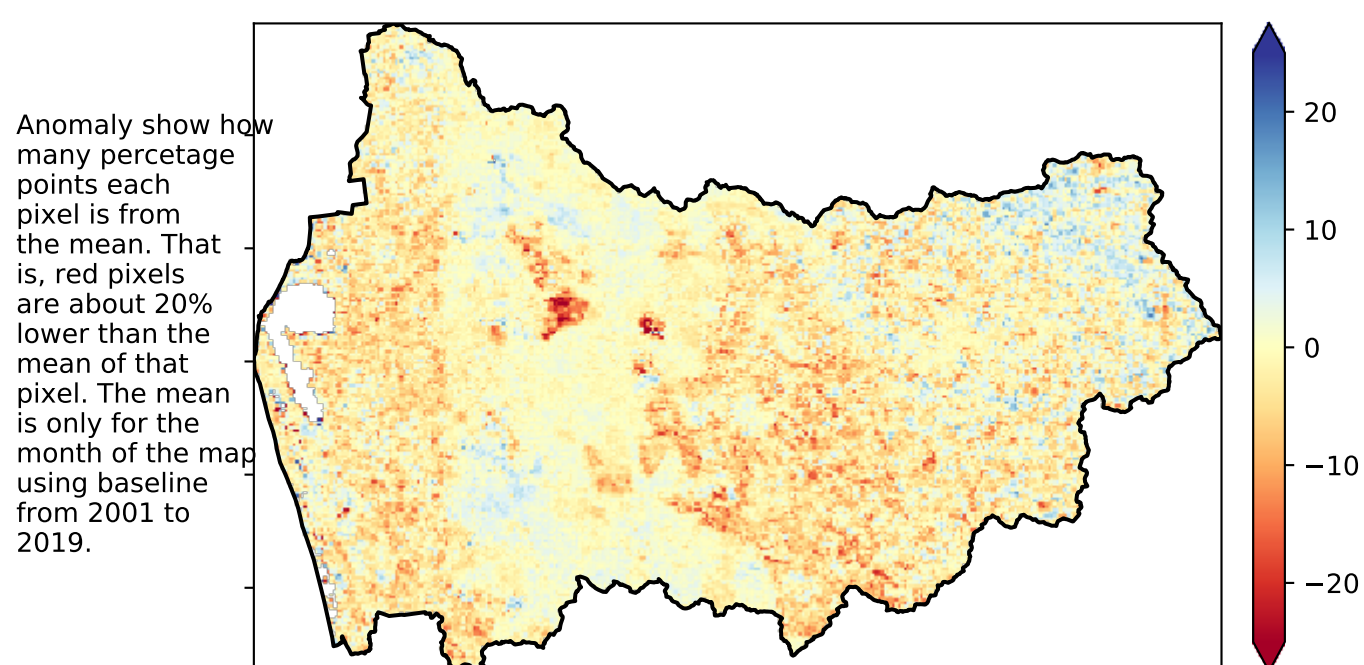 Anomaly show how
many percetage
points each
pixel is from
the mean. That
is, red pixels
are about 20%
lower than the
mean of that
pixel. The mean
is only for the
month of the map
using baseline
from 2001 to
2019.
20
10
0
−10
−20